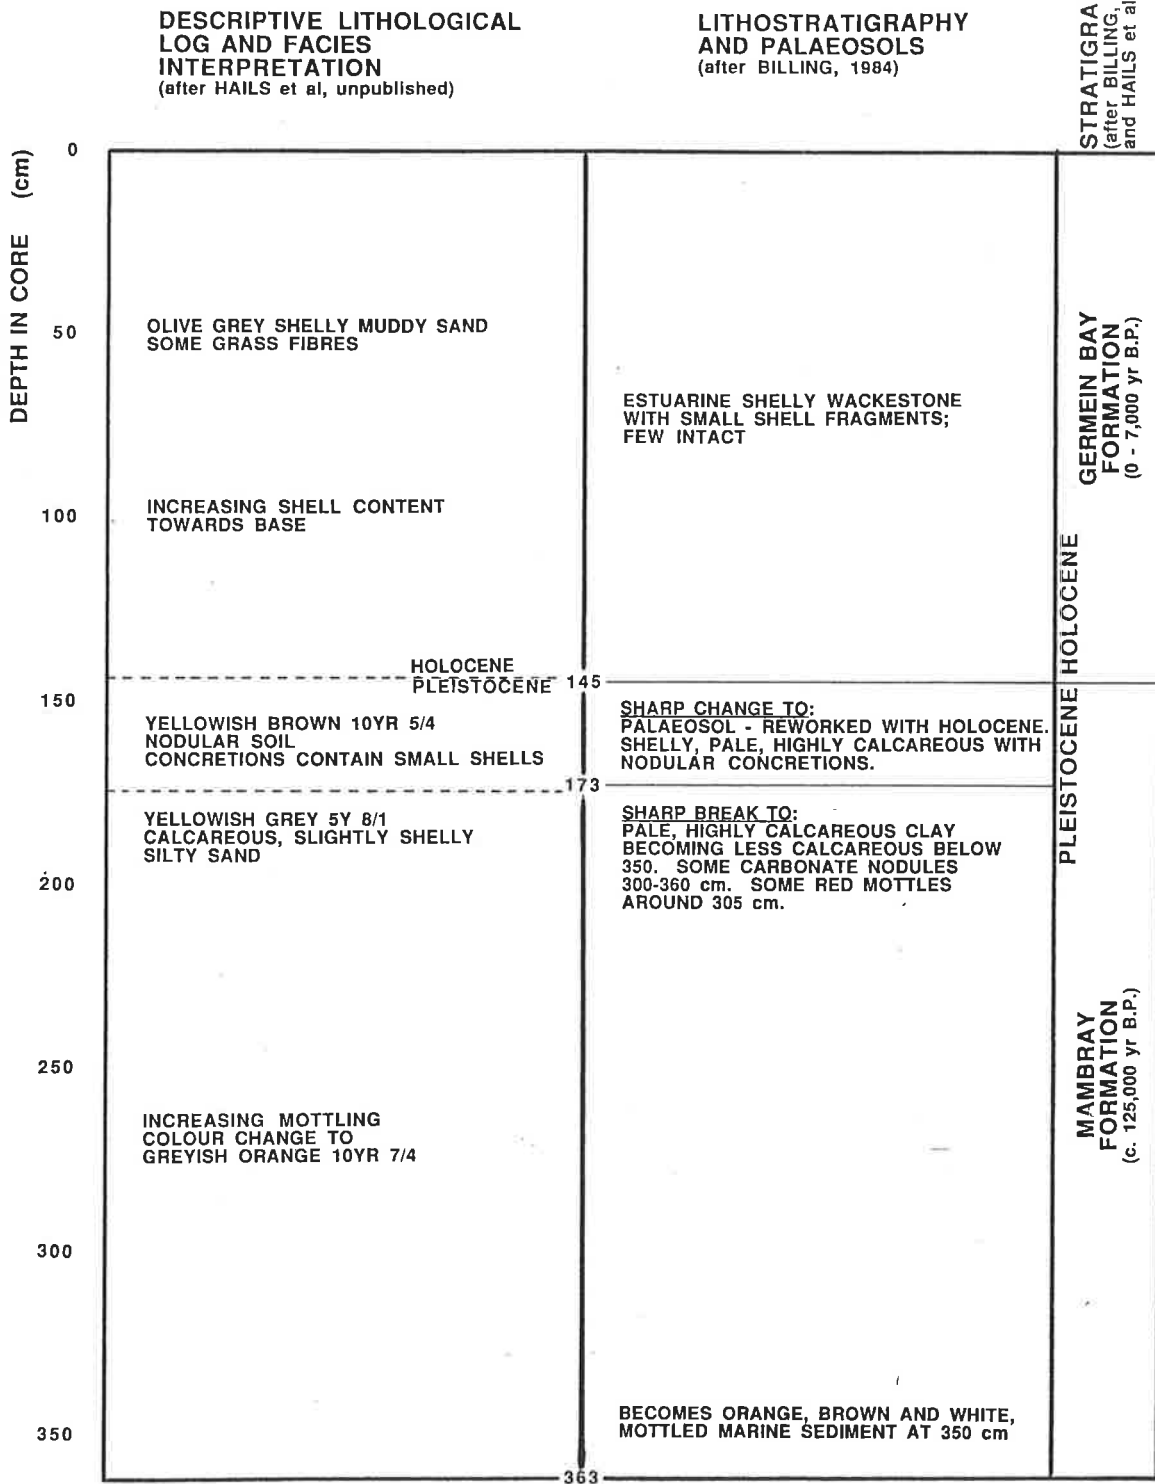 DESCRIPTIVE LITHOLOGICAL
LOG AND FACIES
INTERPRETATION
(after HAILS et al, unpublished)
LITHOSTRATIGRAPHY
AND PALAEOSOLS
(after BILLING, 1984)
(after BILLING,
and HAILS et al
DEPTH IN CORE (cm)
0
50
100
150
200
250
300
350
OLIVE GREY SHELLY MUDDY SAND
SOME GRASS FIBRES
INCREASING SHELL CONTENT
TOWARDS BASE
HOLOCENE
PLEISTOCENE
145
YELLOWISH BROWN 10YR 5/4
NODULAR SOIL
CONCRETIONS CONTAIN SMALL SHELLS
173
YELLOWISH GREY 5Y 8/1
CALCAREOUS, SLIGHTLY SHELLY
SILTY SAND
INCREASING MOTTLING
COLOUR CHANGE TO
GREYISH ORANGE 10YR 7/4
363
ESTUARINE SHELLY WACKESTONE
WITH SMALL SHELL FRAGMENTS;
FEW INTACT
SHARP CHANGE TO:
PALAEOSOL - REWORKED WITH HOLOCENE.
SHELLY, PALE, HIGHLY CALCAREOUS WITH
NODULAR CONCRETIONS.
SHARP BREAK TO:
PALE, HIGHLY CALCAREOUS CLAY
BECOMING LESS CALCAREOUS BELOW
350. SOME CARBONATE NODULES
300-360 cm. SOME RED MOTTLES
AROUND 305 cm.
BECOMES ORANGE, BROWN AND WHITE,
MOTTLED MARINE SEDIMENT AT 350 cm
PLEISTOCENE HOLOCENE
GERMEIN BAY
FORMATION
(0 - 7,000 yr B.P.)
MAMBRAY
FORMATION
(c. 125,000 yr B.P.)